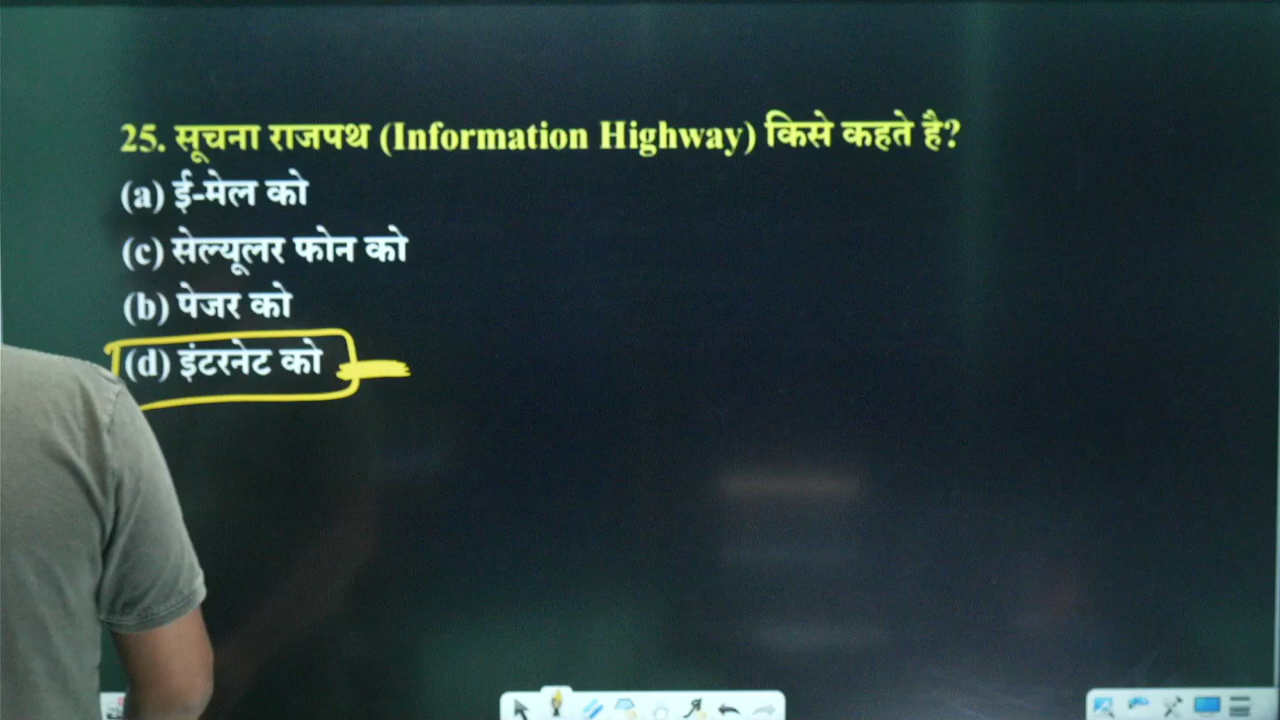 25. सूचना राजपथ (Information Highway) किसे कहते है?
(a) ई-मेल को
(c) सेल्यूलर फोन को
(b) पेजर को
(d) इंटरनेट को